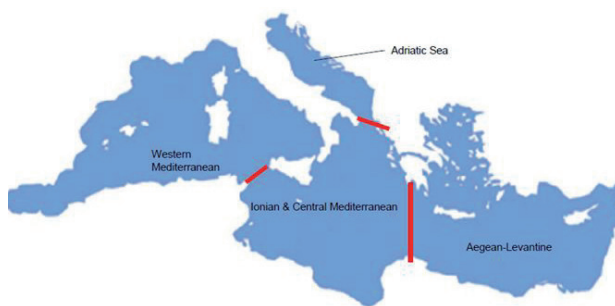 Adriatic Sea
Western
Mediterranean
Ionian & Central Mediterranean
Aegean-Levantine